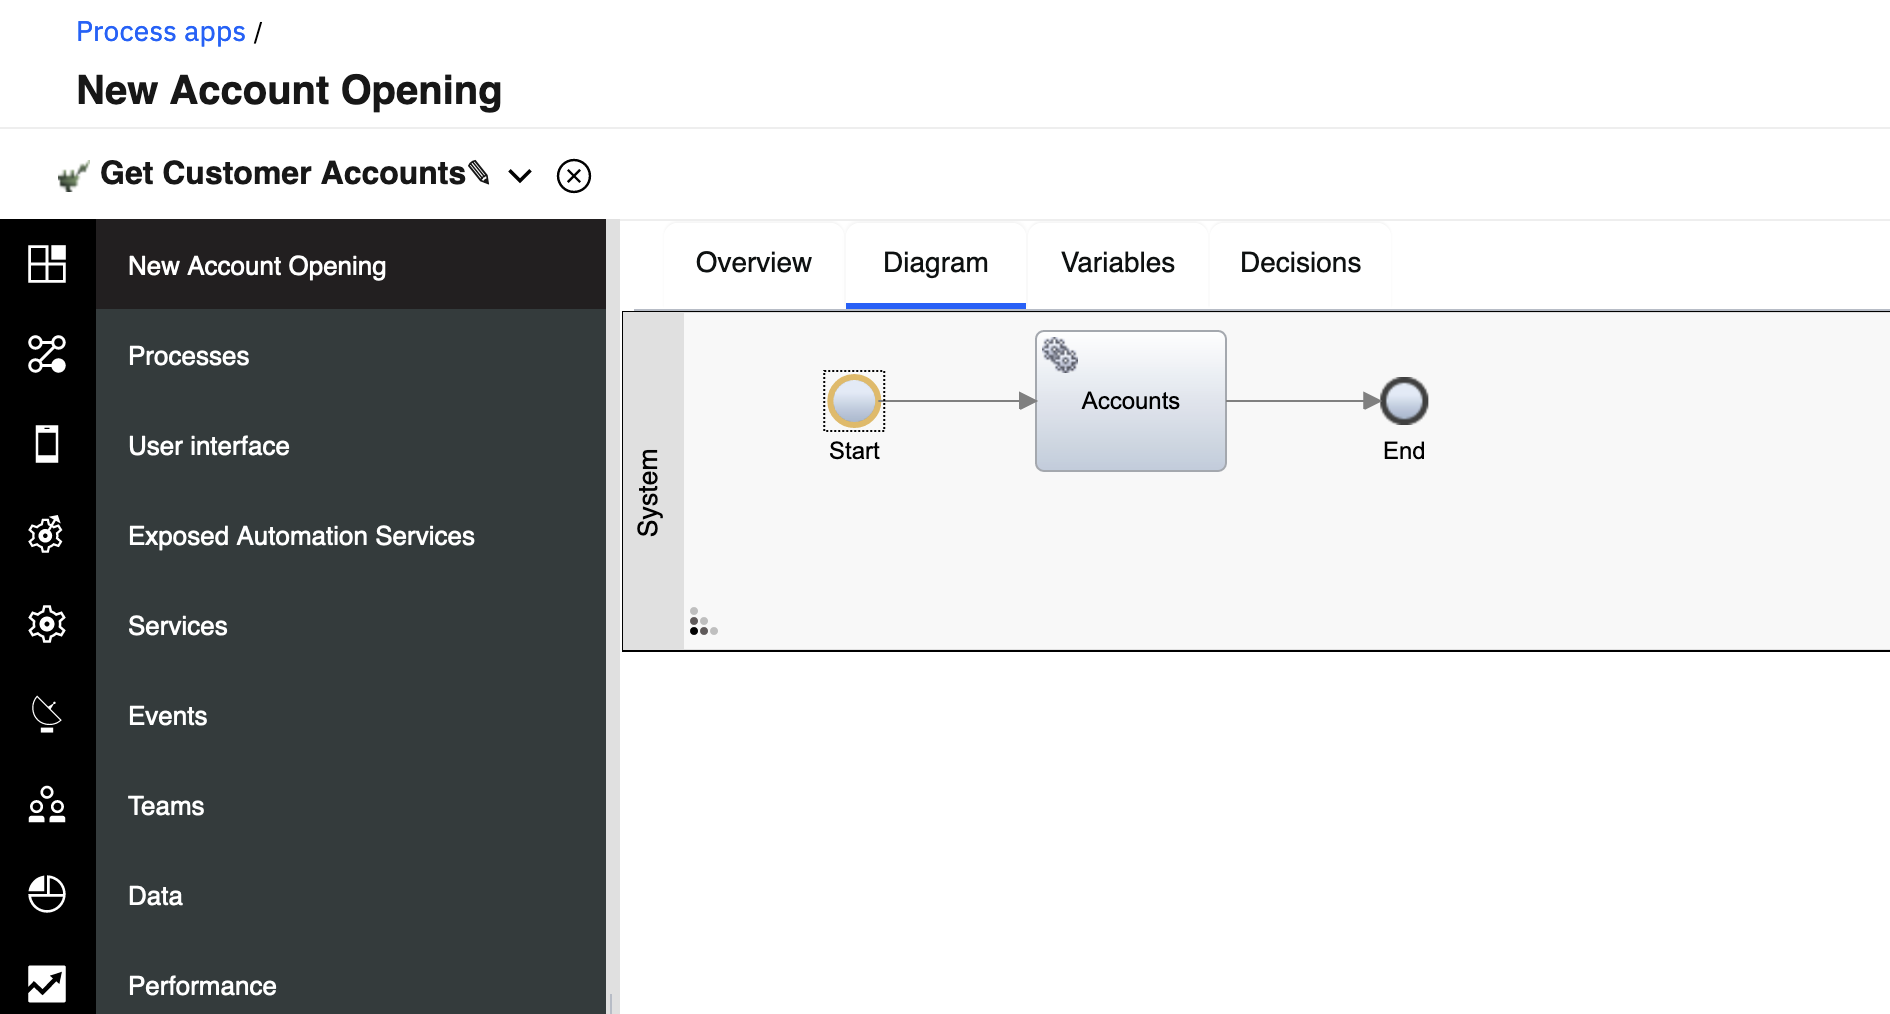 Process apps /
New Account Opening
Get Customer Accounts
New Account Opening
Processes
User interface
Exposed Automation Services
Services
Events
Teams
Data
Performance
Overview
Diagram
Variables
Decisions
System
Start
Accounts
End